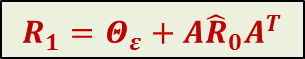 R₁ = Θ_ε + AR̂₀Aᵀ